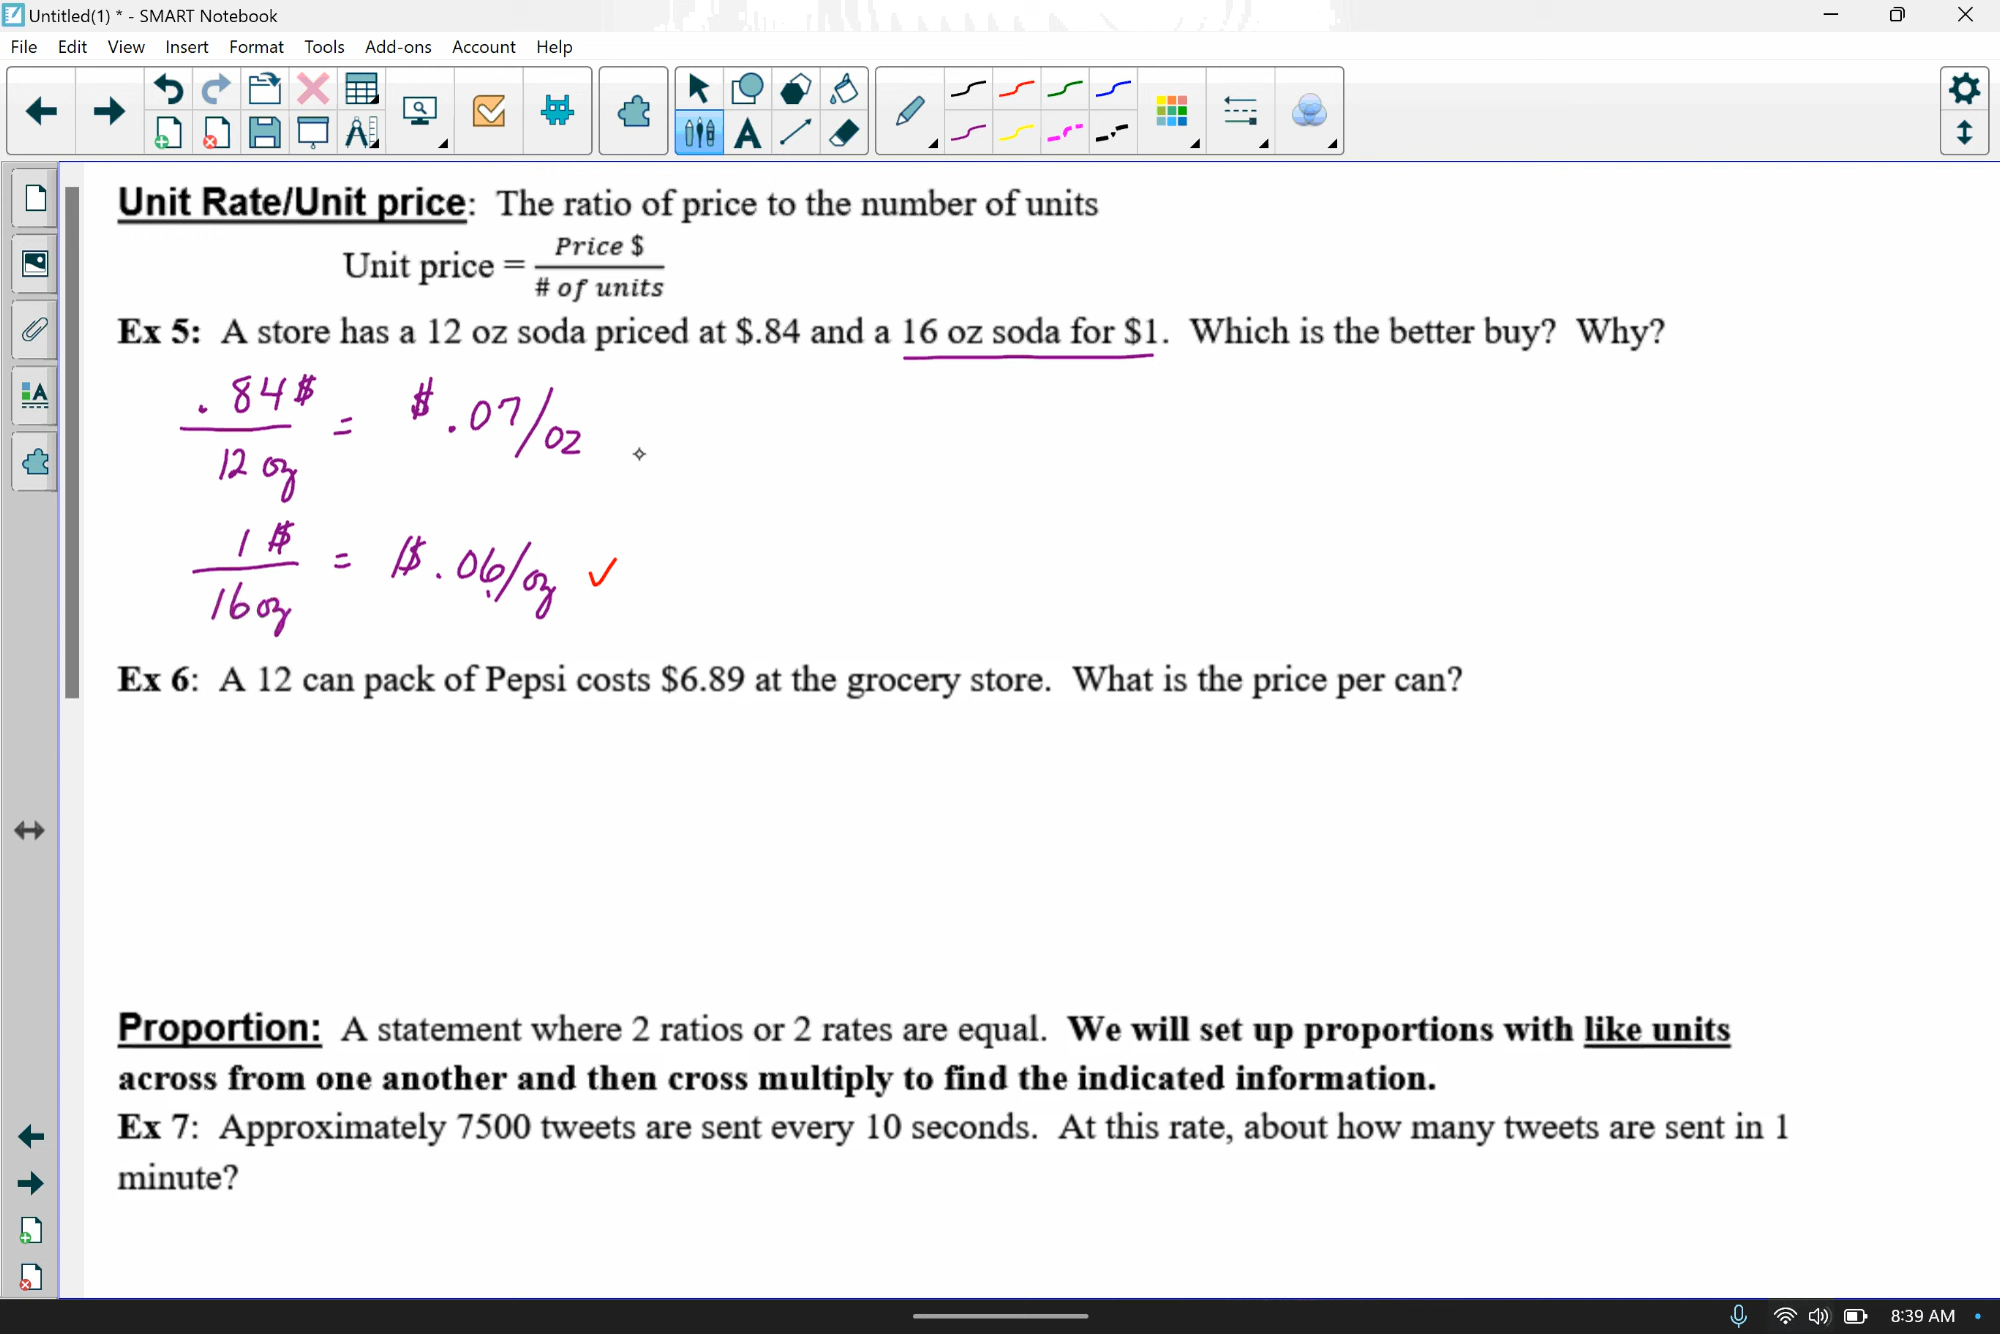 Untitled(1) * - SMART Notebook
File Edit View Insert Format Tools Add-ons Account Help
Unit Rate/Unit price: The ratio of price to the number of units
Unit price = Price $ / # of units
Ex 5: A store has a 12 oz soda priced at $.84 and a 16 oz soda for $1. Which is the better buy? Why?
.84$ / 12 oz = $.07/oz
1$ / 16 oz = $.06/oz ✓
Ex 6: A 12 can pack of Pepsi costs $6.89 at the grocery store. What is the price per can?
Proportion: A statement where 2 ratios or 2 rates are equal. We will set up proportions with like units
across from one another and then cross multiply to find the indicated information.
Ex 7: Approximately 7500 tweets are sent every 10 seconds. At this rate, about how many tweets are sent in 1
minute?
8:39 AM